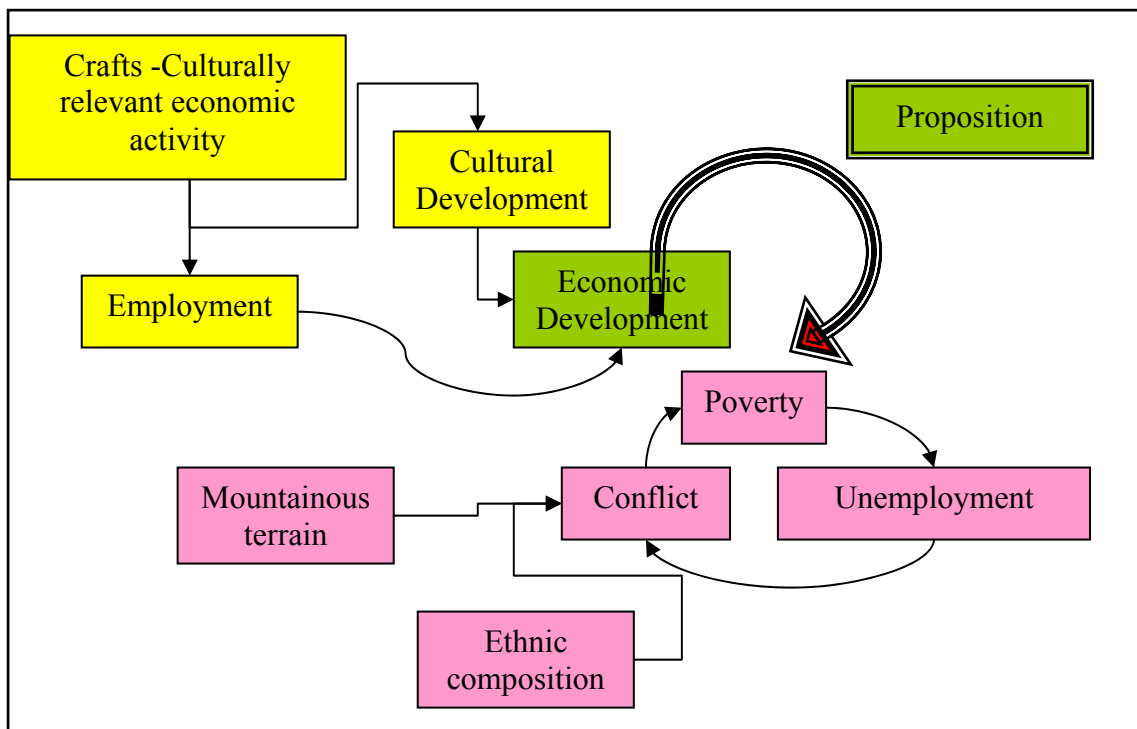 Crafts -Culturally
relevant economic
activity
Proposition
Cultural
Development
Economic
Development
Employment
Poverty
Mountainous
terrain
Conflict
Unemployment
Ethnic
composition